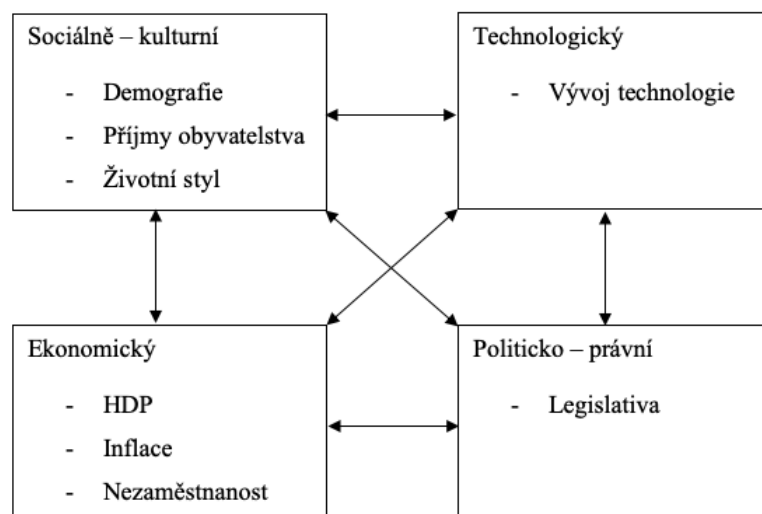 Sociálně – kulturní
- Demografie
- Příjmy obyvatelstva
- Životní styl
Technologický
- Vývoj technologie
Ekonomický
- HDP
- Inflace
- Nezaměstnanost
Politicko – právní
- Legislativa